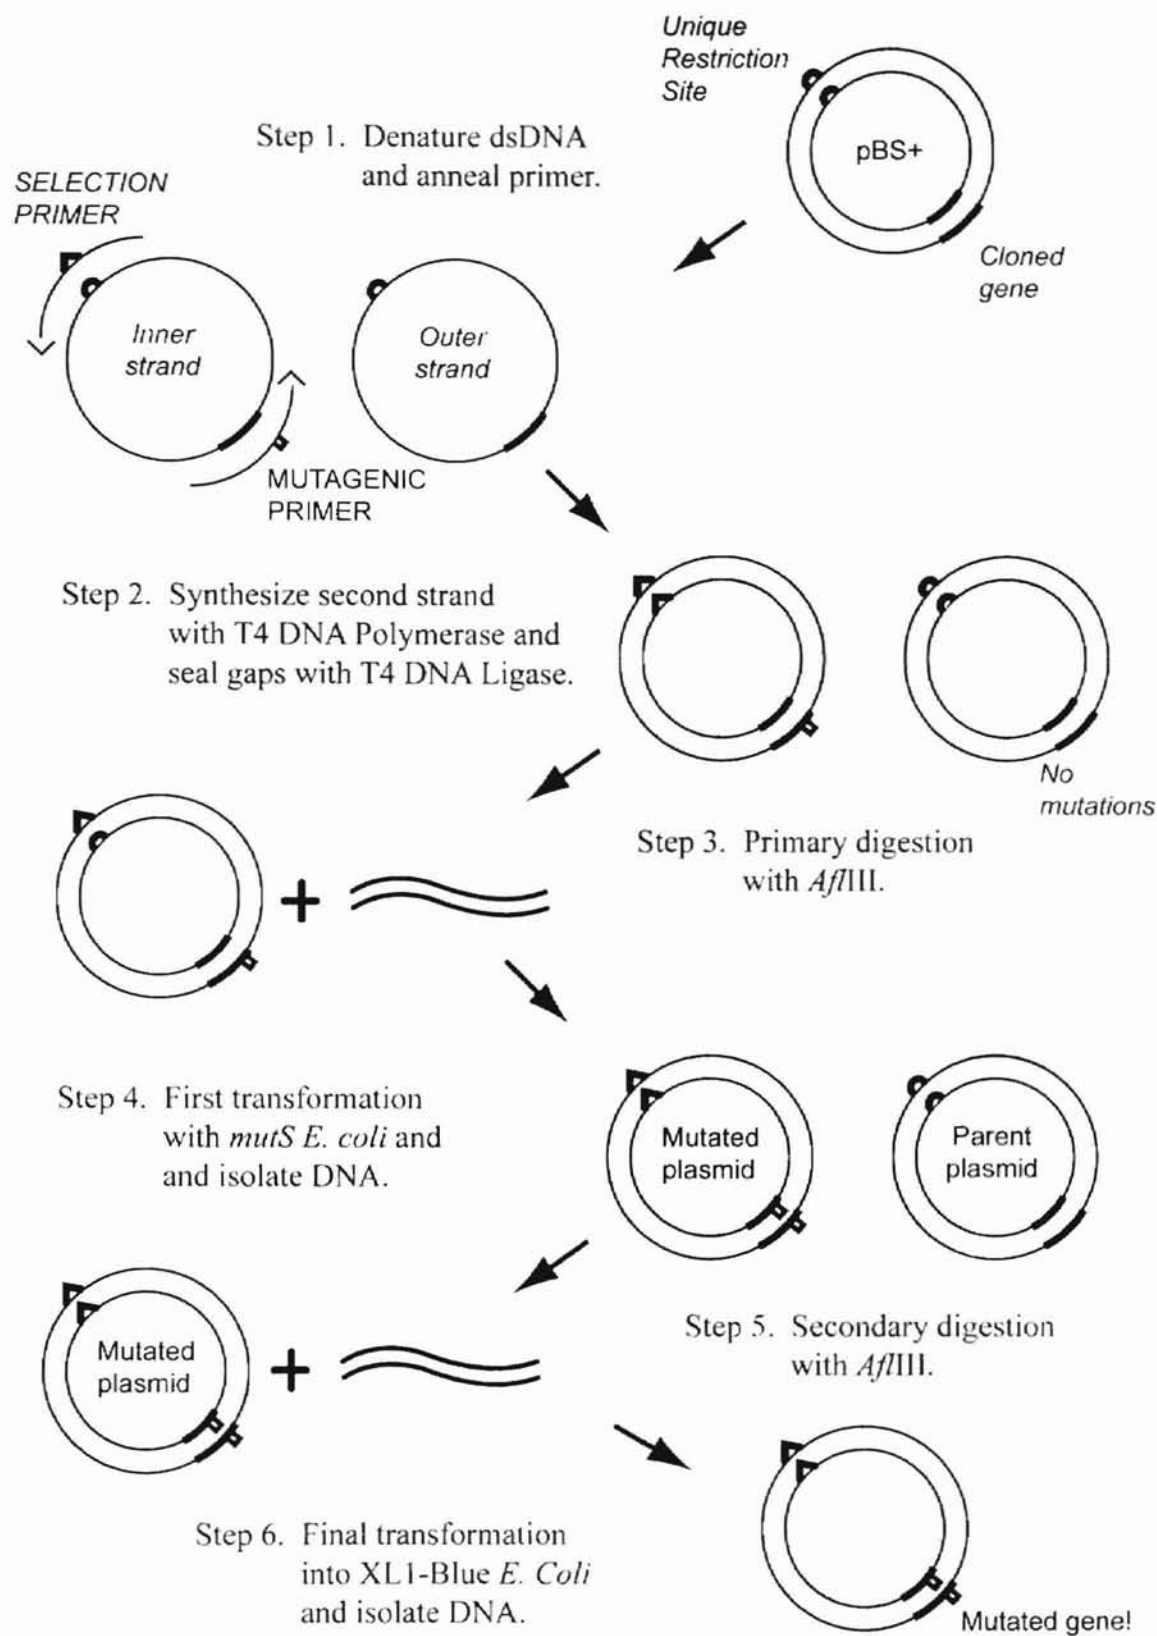 Unique
Restriction
Site
pBS+
Cloned
gene
Step 1. Denature dsDNA
and anneal primer.
SELECTION
PRIMER
Inner
strand
Outer
strand
MUTAGENIC
PRIMER
Step 2. Synthesize second strand
with T4 DNA Polymerase and
seal gaps with T4 DNA Ligase.
No
mutations
Step 3. Primary digestion
with AflIII.
Step 4. First transformation
with mutS E. coli and
and isolate DNA.
Mutated
plasmid
Parent
plasmid
Step 5. Secondary digestion
with AflIII.
Mutated
plasmid
Step 6. Final transformation
into XL1-Blue E. Coli
and isolate DNA.
Mutated gene!